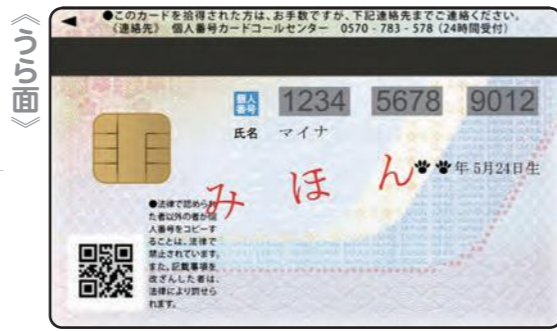 《うら面》
●このカードを拾得された方は、お手数ですが、下記連絡先までご連絡ください。
《連絡先》 個人番号カードコールセンター 0570-783-578 (24時間受付)
個人番号 1234 5678 9012
氏名 マイナ
年 5月24日生
みほん
●法律で認められ
た者以外の者が個
人番号をコピーす
ることは、法律で
禁止されています。
また、記載事項を
改ざんした者は、
法律により罰せら
れます。